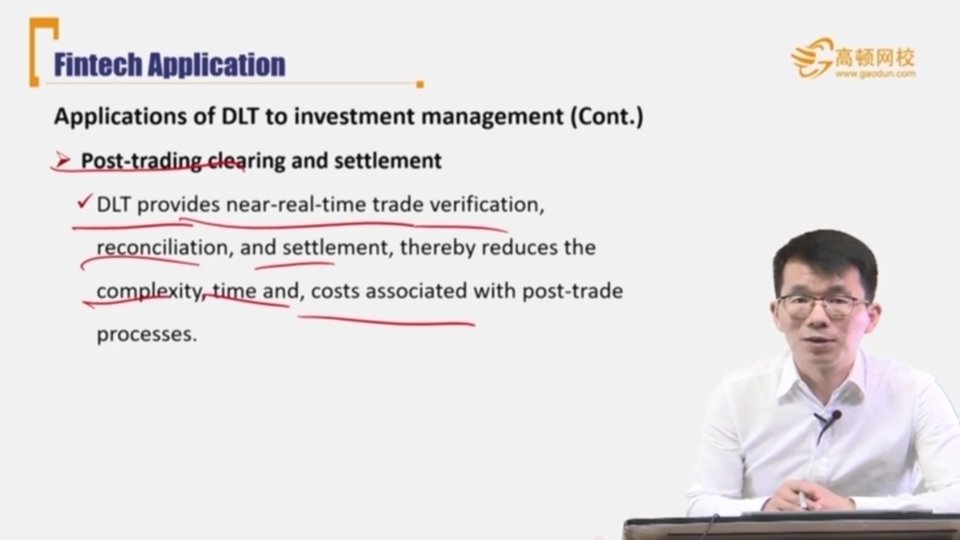 Fintech Application
高顿网校
www.gaodun.com
Applications of DLT to investment management (Cont.)
Post-trading clearing and settlement
DLT provides near-real-time trade verification,
reconciliation, and settlement, thereby reduces the
complexity, time and, costs associated with post-trade
processes.